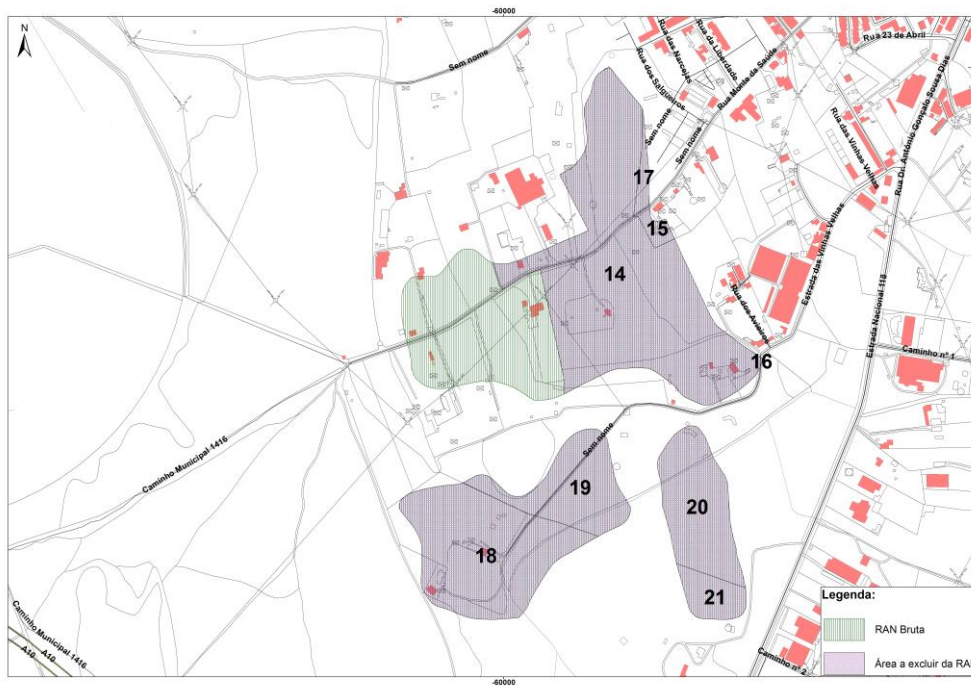 -60000
N
Sem nome
Rua das Narcejas
Rua da Liberdade
Rua dos Salgueiros
Rua Monte da Saúde
Rua 23 de Abril
Rua Dr. António Gonçalo Sousa Dias
Rua das Vinhas Velhas
Sem nome
Sem nome
17
15
14
Estrada das Vinhas Velhas
Rua dos Avieiros
16
Estrada Nacional 118
Caminho nº 1
Caminho Municipal 1416
Sem nome
19
20
18
21
Caminho Municipal 1416
A10
A10
Caminho nº 2
Legenda:
RAN Bruta
Área a excluir da RA
-60000